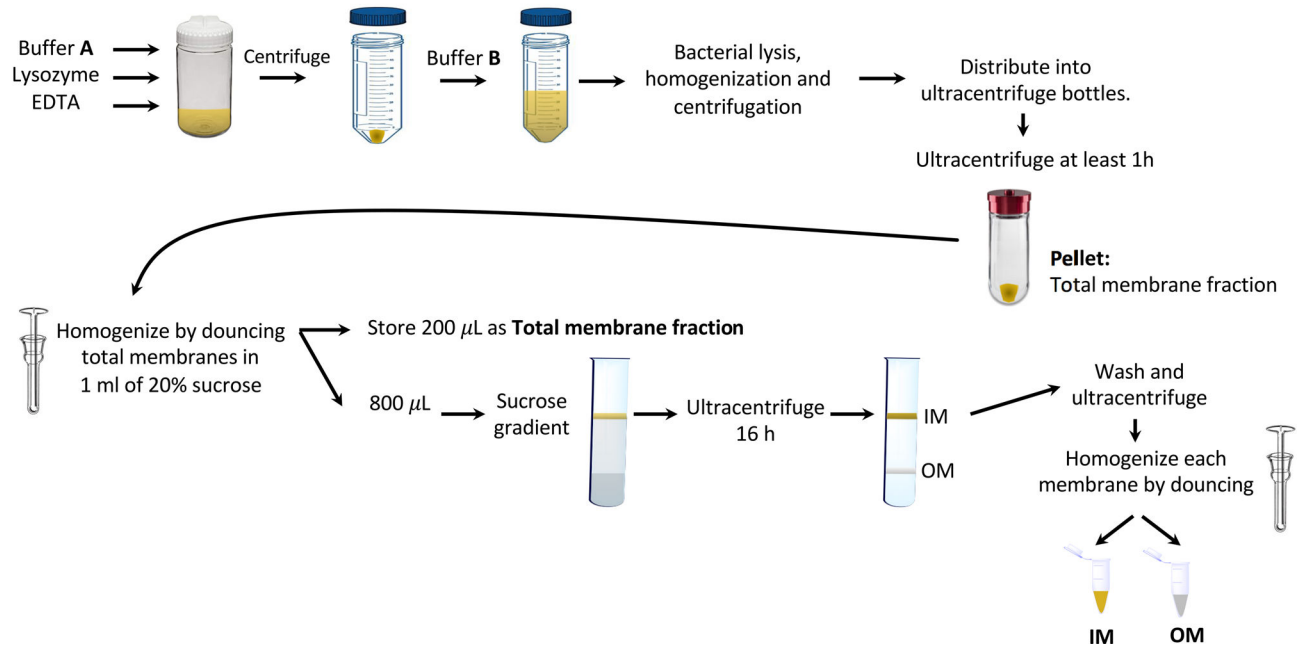 Buffer A
Lysozyme
EDTA
Centrifuge
Buffer B
Bacterial lysis,
homogenization and
centrifugation
Distribute into
ultracentrifuge bottles.
Ultracentrifuge at least 1h
Pellet:
Total membrane fraction
Homogenize by douncing
total membranes in
1 ml of 20% sucrose
Store 200 μL as Total membrane fraction
800 μL
Sucrose
gradient
Ultracentrifuge
16 h
IM
OM
Wash and
ultracentrifuge
Homogenize each
membrane by douncing
IM
OM